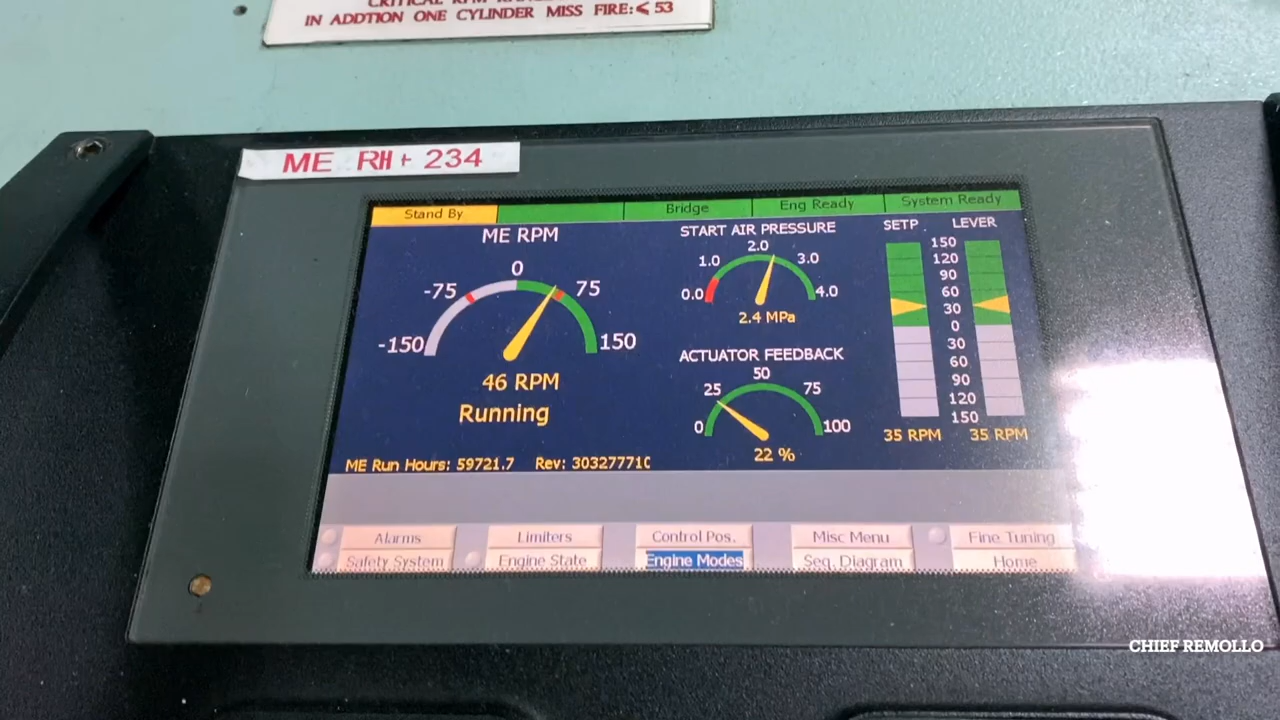 IN ADDTION ONE CYLINDER MISS FIRE:≤ 53
ME RH+ 234
Stand By
Bridge
Eng Ready
System Ready
ME RPM
-150
-75
0
75
150
46 RPM
Running
ME Run Hours: 59721.7 Rev: 30327771
START AIR PRESSURE
0.0
1.0
2.0
3.0
4.0
2.4 MPa
ACTUATOR FEEDBACK
0
25
50
75
100
22 %
SETP. LEVER
150
120
90
60
30
0
30
60
90
120
150
35 RPM 35 RPM
Alarms
Limiters
Control Pos.
Misc Menu
Fine Tuning
Safety System
Engine State
Engine Modes
Seq. Diagram
Home
CHIEF REMOLLO